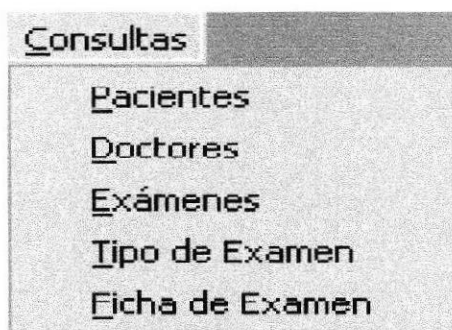 Consultas
Pacientes
Doctores
Exámenes
Tipo de Examen
Ficha de Examen